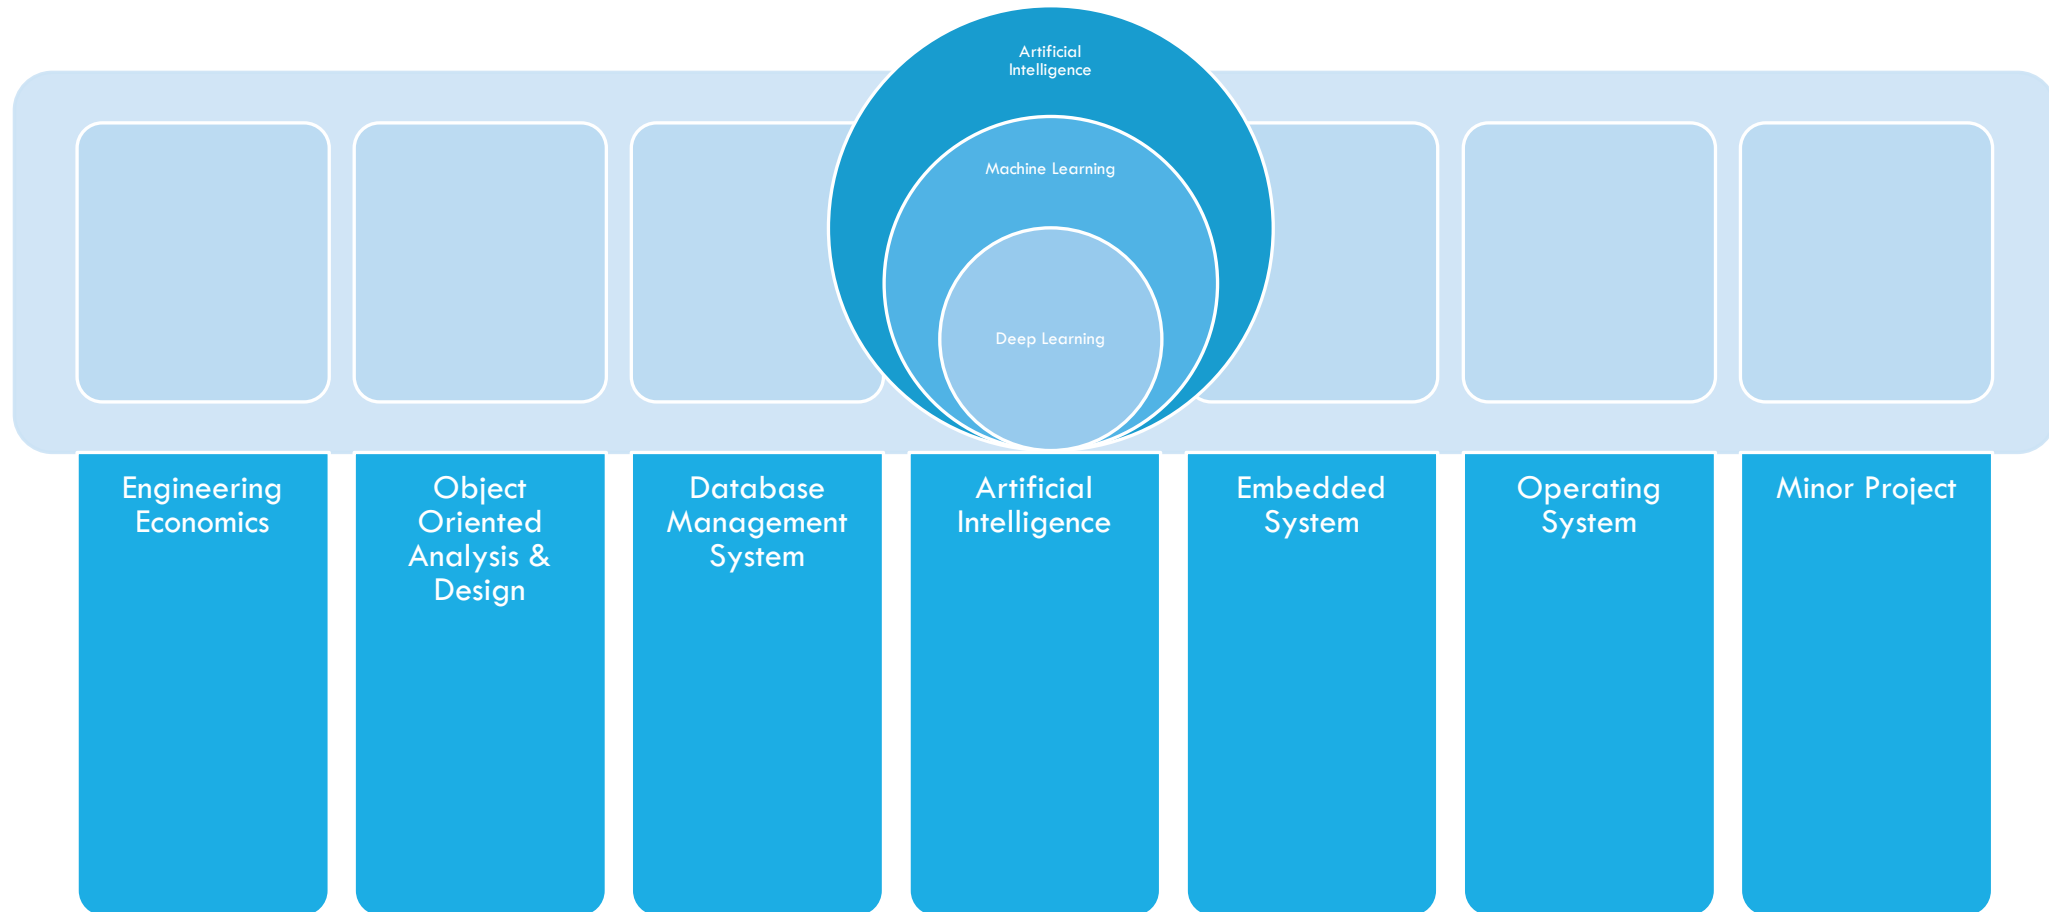 Artificial
Intelligence
Machine Learning
Deep Learning
Engineering
Economics
Object
Oriented
Analysis &
Design
Database
Management
System
Artificial
Intelligence
Embedded
System
Operating
System
Minor Project